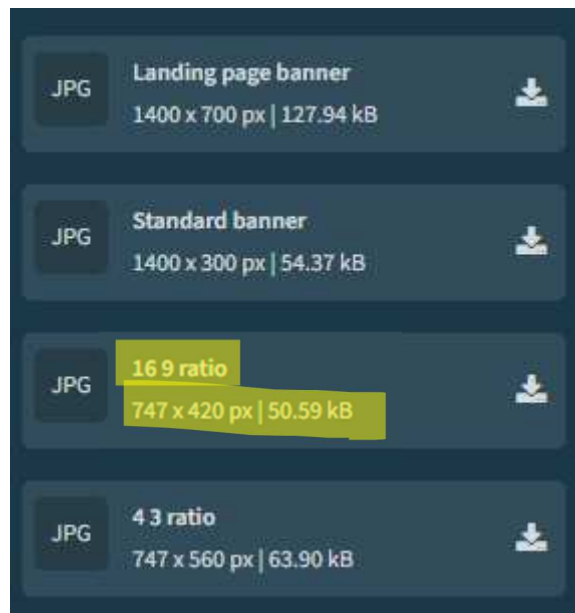 JPG
Landing page banner
1400 x 700 px | 127.94 kB
JPG
Standard banner
1400 x 300 px | 54.37 kB
JPG
16 9 ratio
747 x 420 px | 50.59 kB
JPG
4 3 ratio
747 x 560 px | 63.90 kB